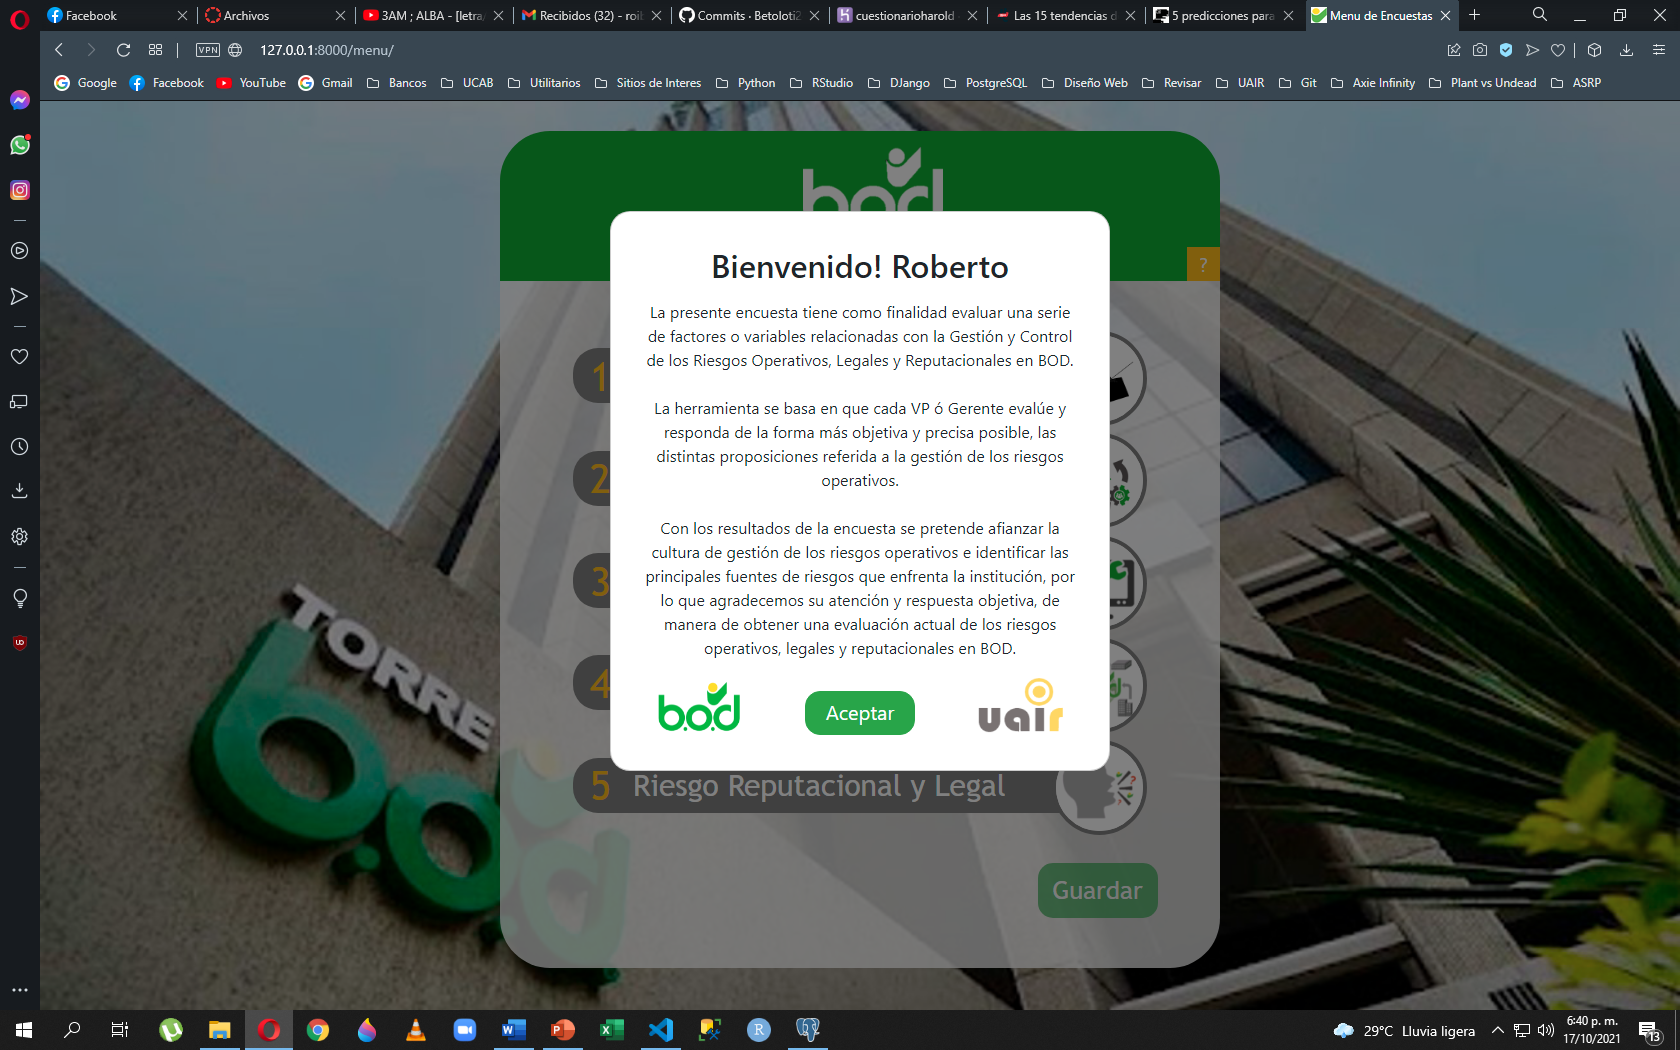 Facebook
Archivos
3AM ; ALBA - [letra
Recibidos (32) - roil
Commits · Betoloti2
cuestionarioharold
Las 15 tendencias d
5 predicciones para
Menu de Encuestas
VPN
127.0.0.1:8000/menu/
Google
Facebook
YouTube
Gmail
Bancos
UCAB
Utilitarios
Sitios de Interes
Python
RStudio
DJango
PostgreSQL
Diseño Web
Revisar
UAIR
Git
Axie Infinity
Plant vs Undead
ASRP
bod
?
Bienvenido! Roberto
La presente encuesta tiene como finalidad evaluar una serie
de factores o variables relacionadas con la Gestión y Control
de los Riesgos Operativos, Legales y Reputacionales en BOD.
La herramienta se basa en que cada VP ó Gerente evalúe y
responda de la forma más objetiva y precisa posible, las
distintas proposiciones referida a la gestión de los riesgos
operativos.
Con los resultados de la encuesta se pretende afianzar la
cultura de gestión de los riesgos operativos e identificar las
principales fuentes de riesgos que enfrenta la institución, por
lo que agradecemos su atención y respuesta objetiva, de
manera de obtener una evaluación actual de los riesgos
operativos, legales y reputacionales en BOD.
b.o.d
Aceptar
uair
1
2
3
4
5 Riesgo Reputacional y Legal
Guardar
TORRE
b.o.d
29°C Lluvia ligera
6:40 p. m.
17/10/2021
13